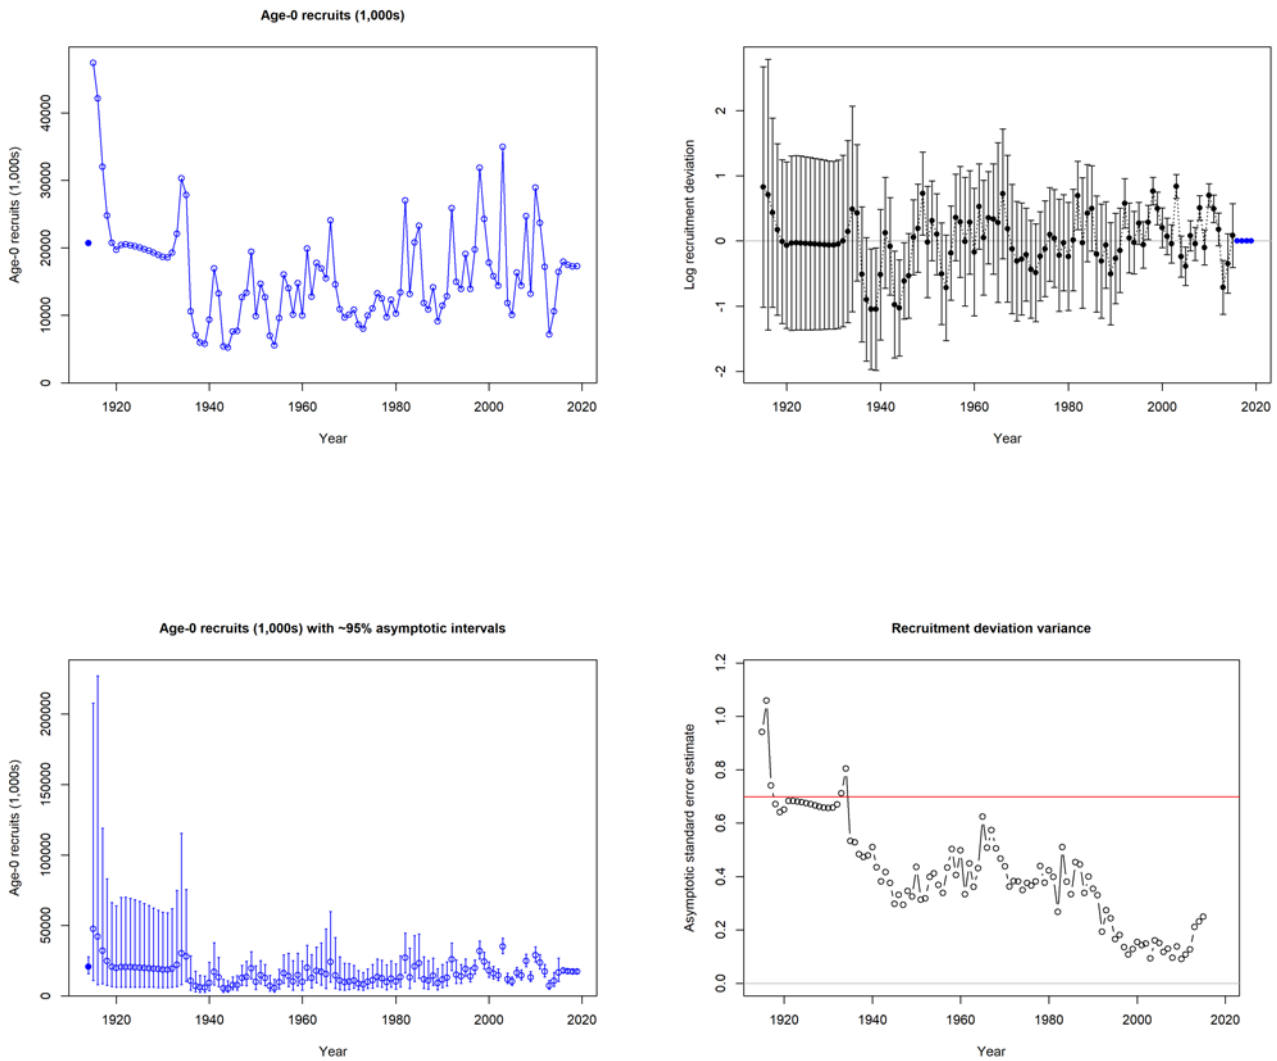 Age-0 recruits (1,000s)
Age-0 recruits (1,000s)
0 10000 20000 30000 40000
1920 1940 1960 1980 2000 2020
Year
Log recruitment deviation
-2 -1 0 1 2
1920 1940 1960 1980 2000 2020
Year
Age-0 recruits (1,000s) with ~95% asymptotic intervals
Age-0 recruits (1,000s)
0 50000 100000 150000 200000
1920 1940 1960 1980 2000 2020
Year
Recruitment deviation variance
Asymptotic standard error estimate
0.0 0.2 0.4 0.6 0.8 1.0 1.2
1920 1940 1960 1980 2000 2020
Year